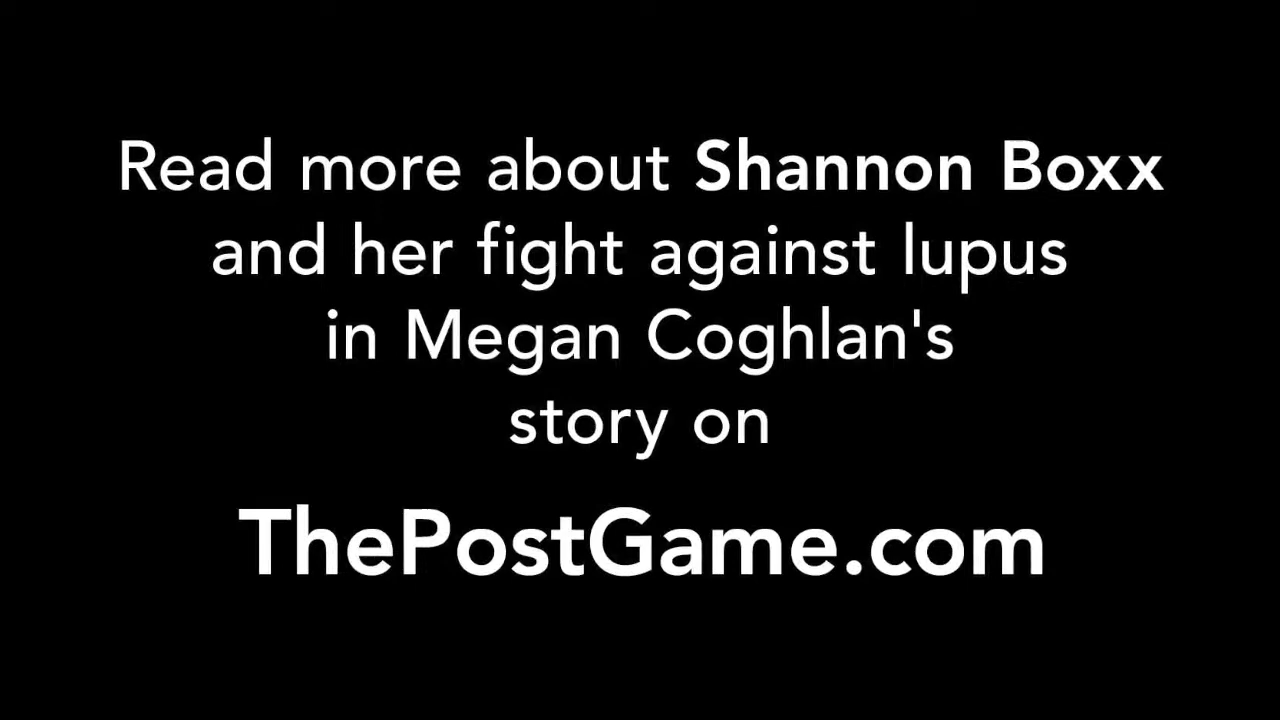 Read more about Shannon Boxx
and her fight against lupus
in Megan Coghlan's
story on
ThePostGame.com